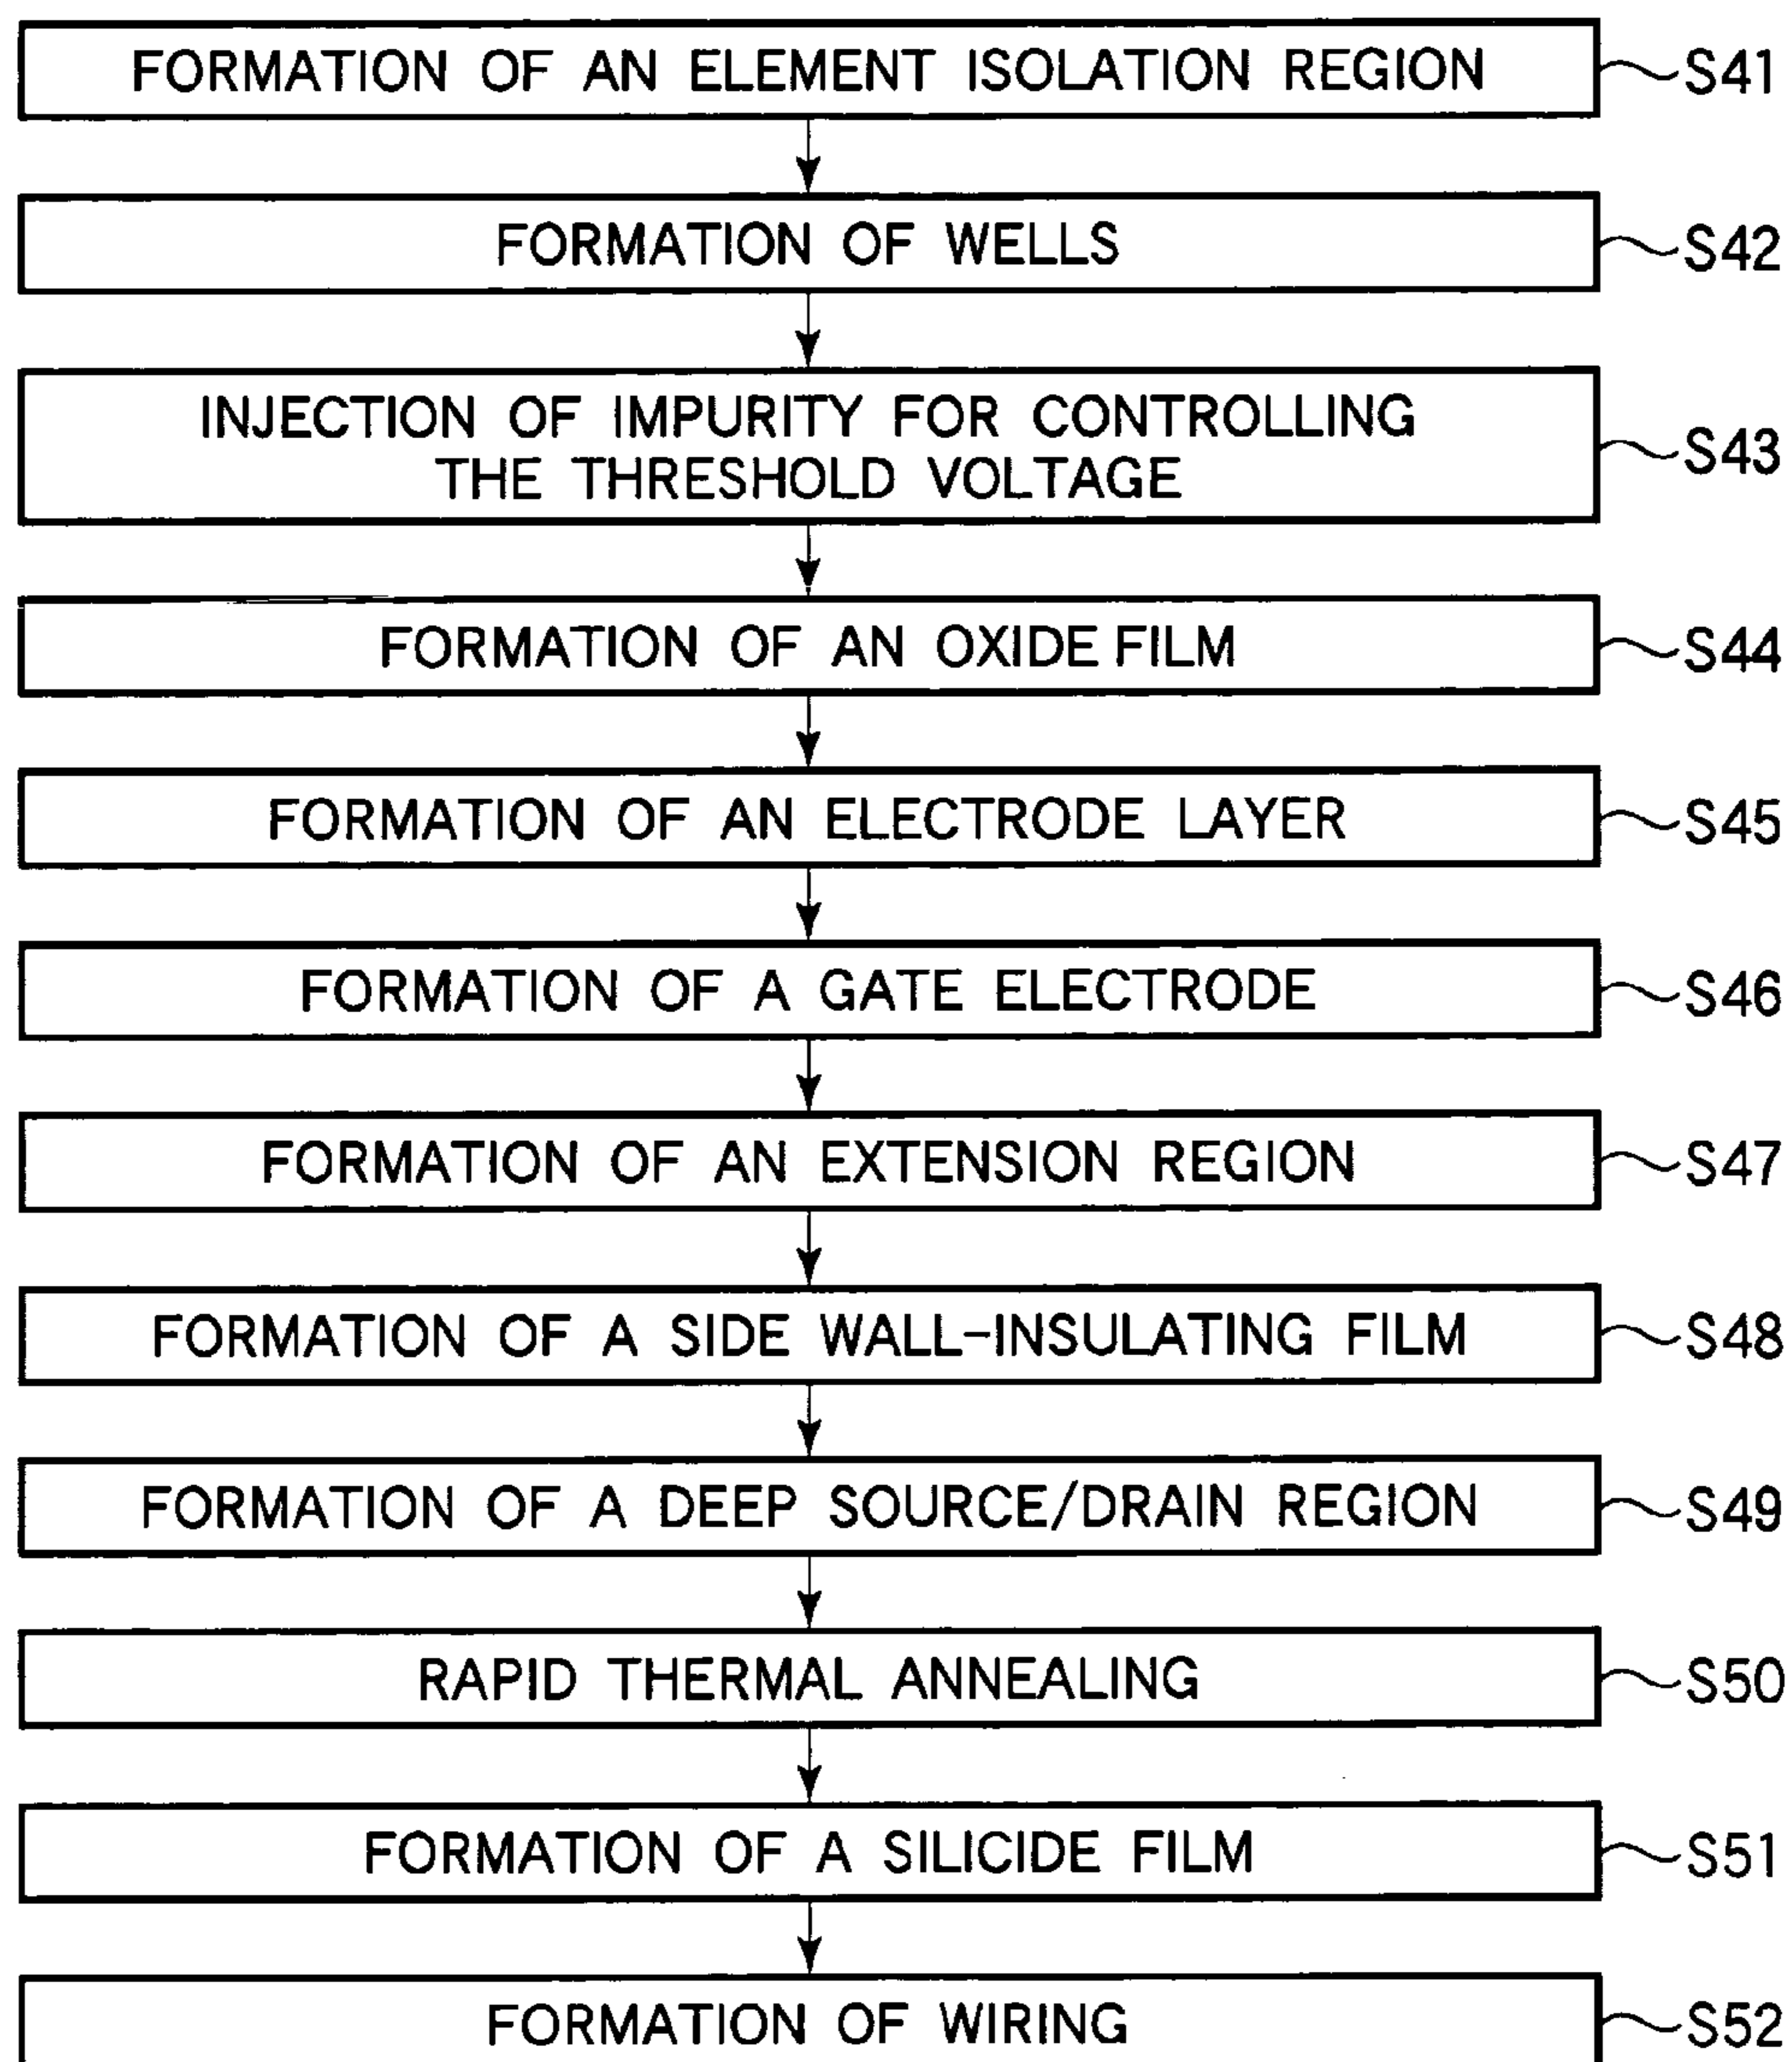 FORMATION OF AN ELEMENT ISOLATION REGION S41
FORMATION OF WELLS S42
INJECTION OF IMPURITY FOR CONTROLLING
THE THRESHOLD VOLTAGE S43
FORMATION OF AN OXIDE FILM S44
FORMATION OF AN ELECTRODE LAYER S45
FORMATION OF A GATE ELECTRODE S46
FORMATION OF AN EXTENSION REGION S47
FORMATION OF A SIDE WALL-INSULATING FILM S48
FORMATION OF A DEEP SOURCE/DRAIN REGION S49
RAPID THERMAL ANNEALING S50
FORMATION OF A SILICIDE FILM S51
FORMATION OF WIRING S52